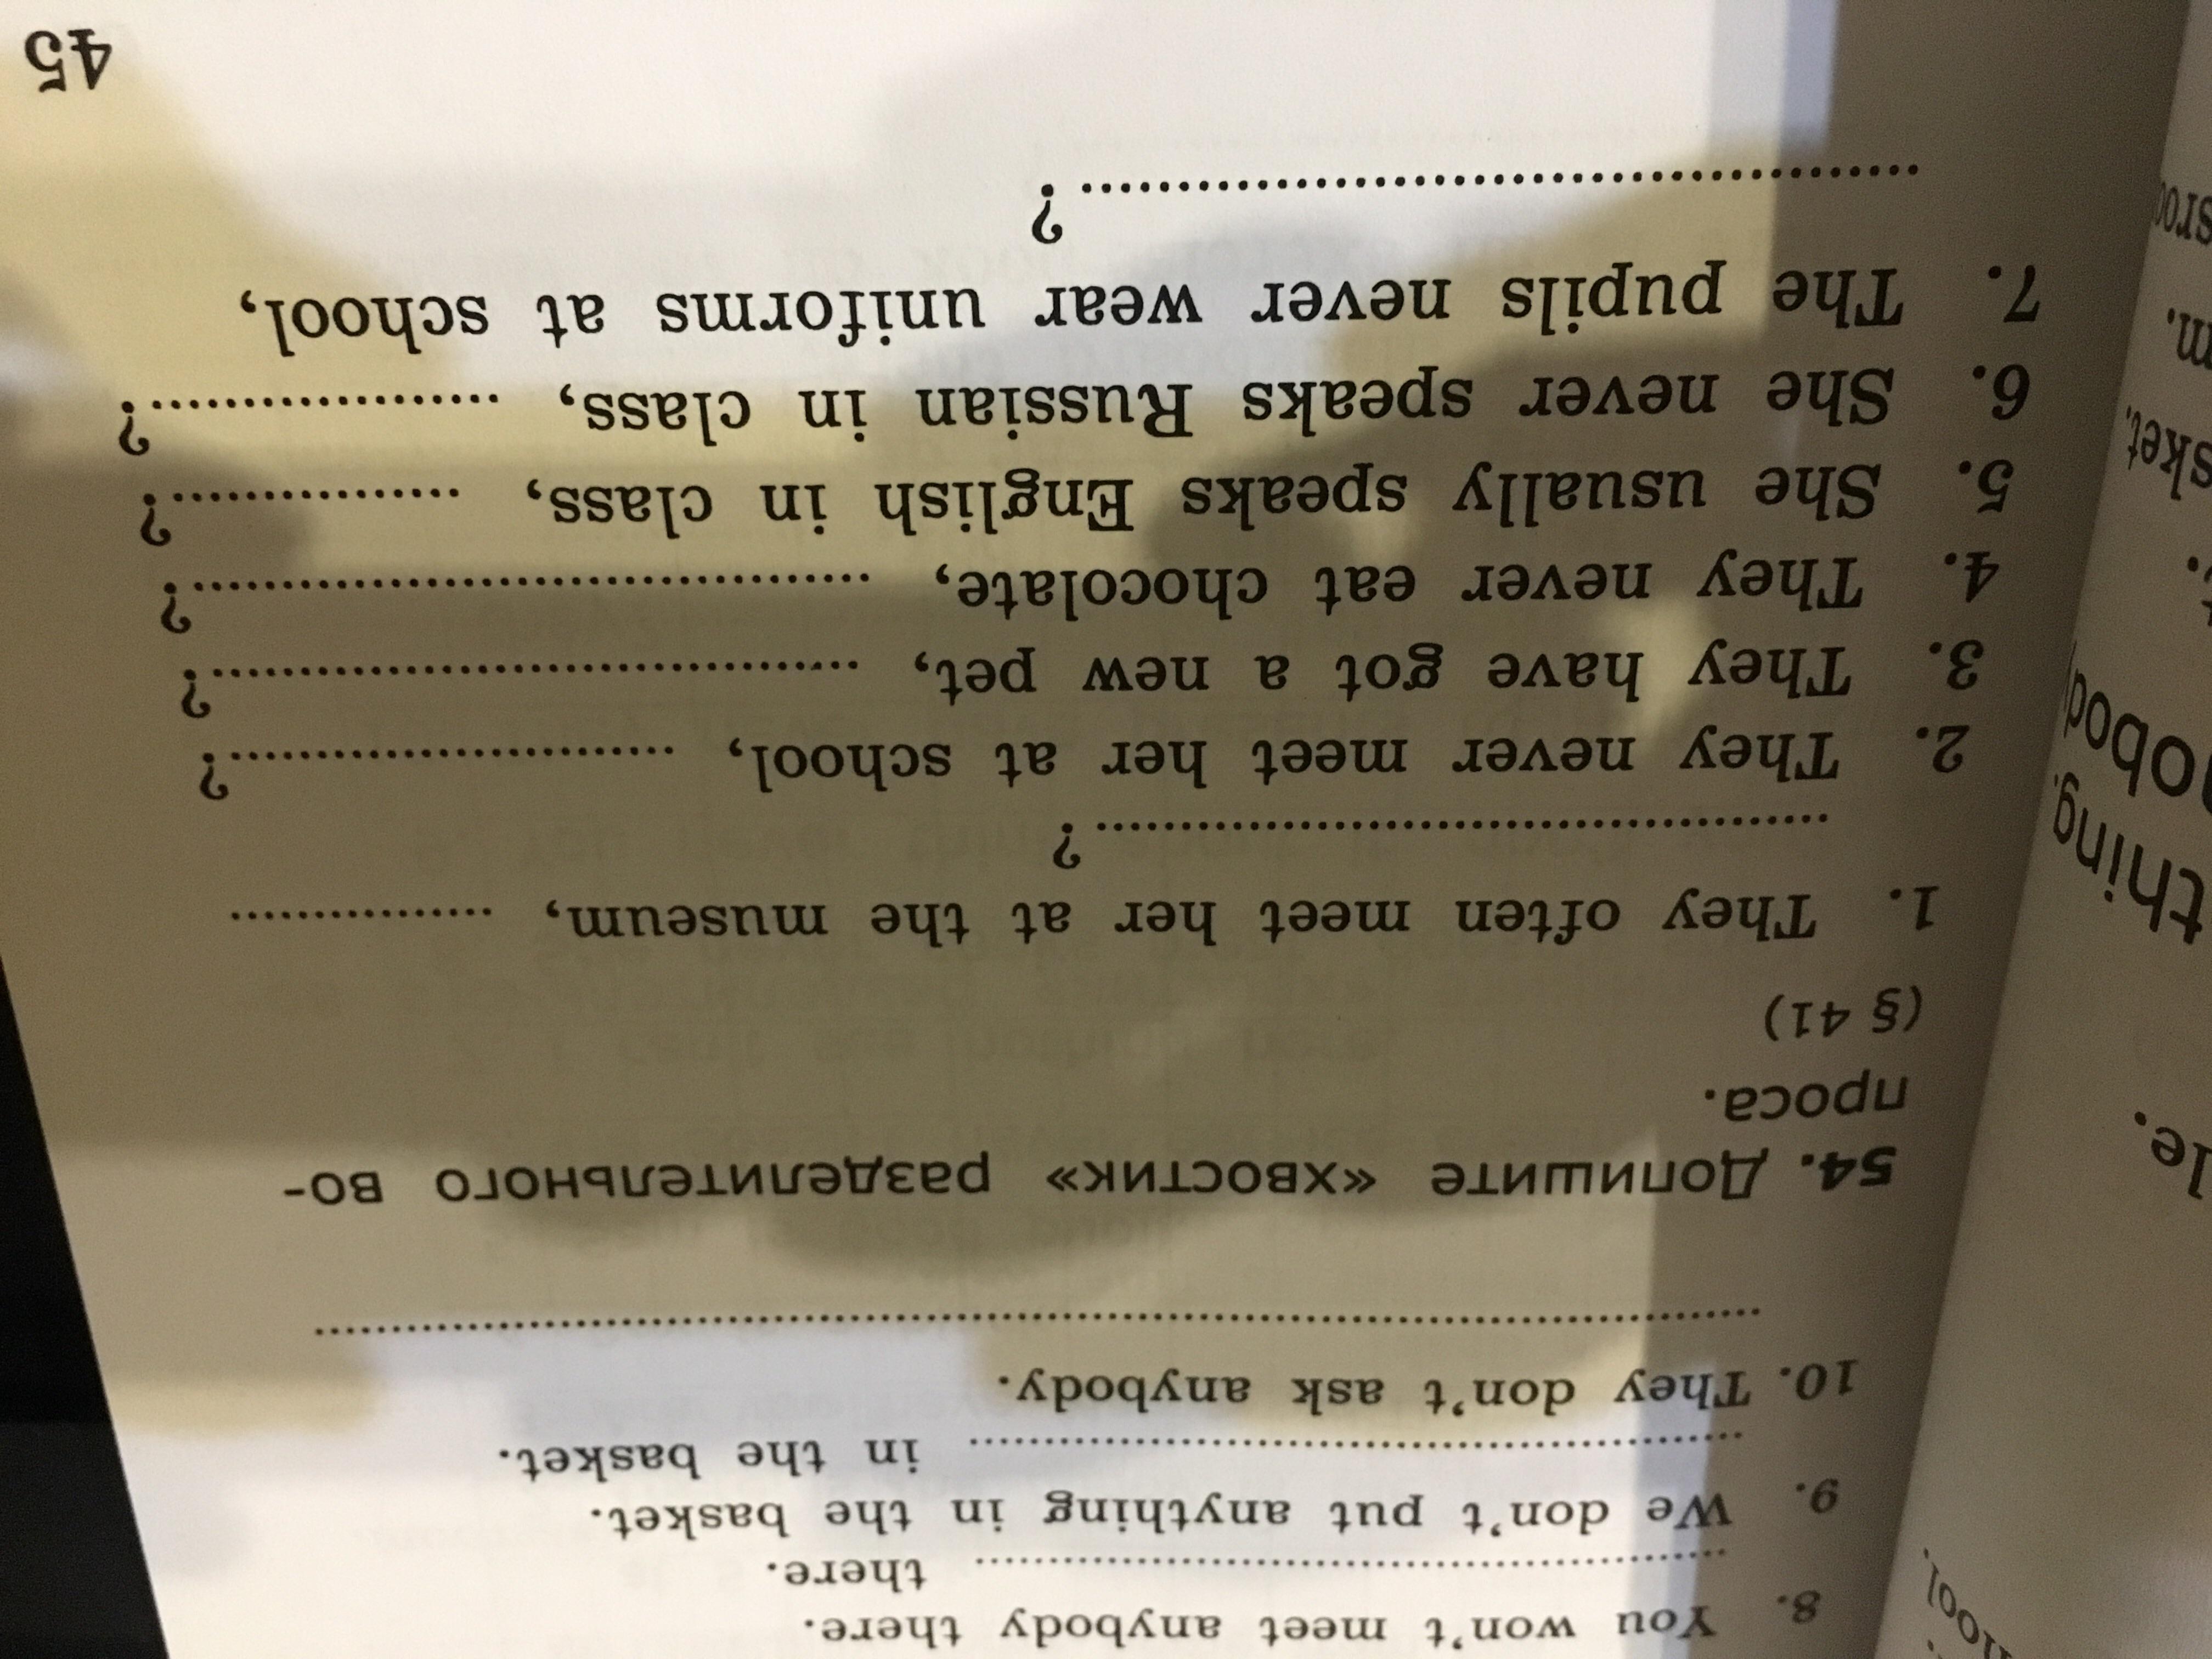 8. You won't meet anybody there.
.................................................. there.
9. We don't put anything in the basket.
.................................................. in the basket.
10. They don't ask anybody.
..........................................................................................
54. Допишите «хвостик» разделительного во-
проса.
(§ 41)
1. They often meet her at the museum, .................
.............................................?
2. They never meet her at school, ............................?
3. They have got a new pet, ........................................?
4. They never eat chocolate, ..........................................?
5. She usually speaks English in class, ..................?
6. She never speaks Russian in class, .....................?
7. The pupils never wear uniforms at school,
..................................................?
45
thing.